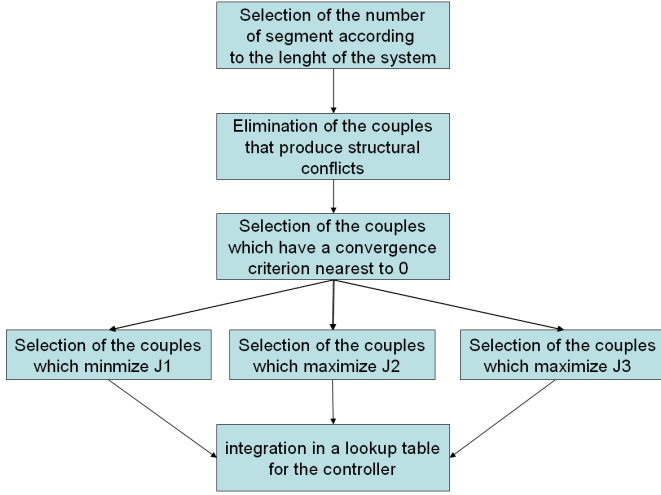 Selection of the number
of segment according
to the lenght of the system
Elimination of the couples
that produce structural
conflicts
Selection of the couples
which have a convergence
criterion nearest to 0
Selection of the couples
which minmize J1
Selection of the couples
which maximize J2
Selection of the couples
which maximize J3
integration in a lookup table
for the controller